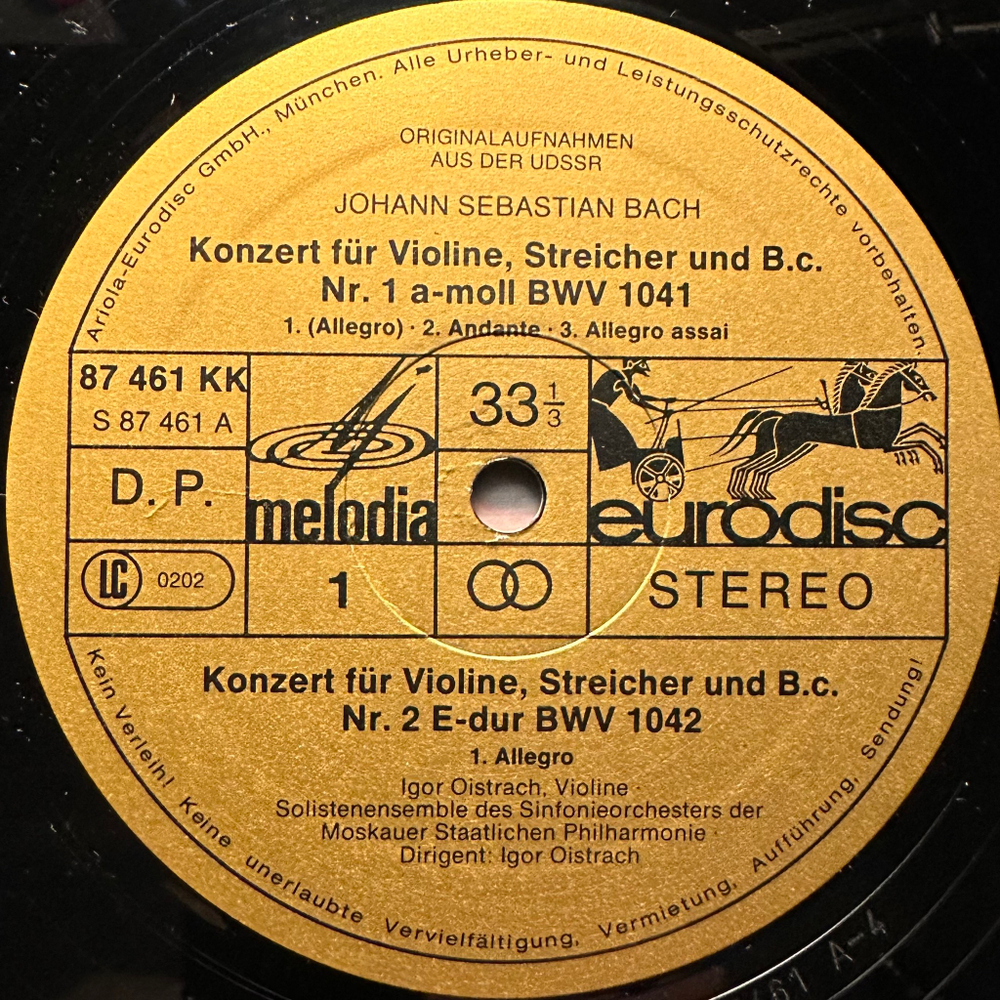 Ariola-Eurodisc GmbH., München. Alle Urheber- und Leistungsschutzrechte vorbehalten.
ORIGINALAUFNAHMEN
AUS DER UDSSR
JOHANN SEBASTIAN BACH
Konzert für Violine, Streicher und B.c.
Nr. 1 a-moll BWV 1041
1. (Allegro) · 2. Andante · 3. Allegro assai
87 461 KK
S 87 461 A
D. P.
LC 0202
melodia
1
33 1/3
eurodisc
STEREO
Konzert für Violine, Streicher und B.c.
Nr. 2 E-dur BWV 1042
1. Allegro
Igor Oistrach, Violine ·
Solistenensemble des Sinfonieorchesters der
Moskauer Staatlichen Philharmonie ·
Dirigent: Igor Oistrach
Kein Verleih! Keine unerlaubte Vervielfältigung, Vermietung, Aufführung, Sendung!
61 A-4